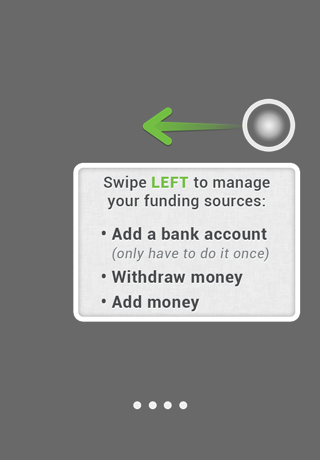 Swipe LEFT to manage
your funding sources:
• Add a bank account
(only have to do it once)
• Withdraw money
• Add money